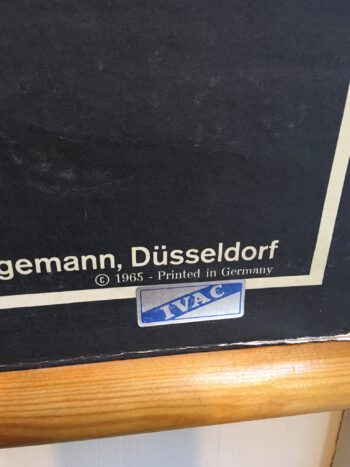 gemann, Düsseldorf
© 1965 - Printed in Germany
IVAC